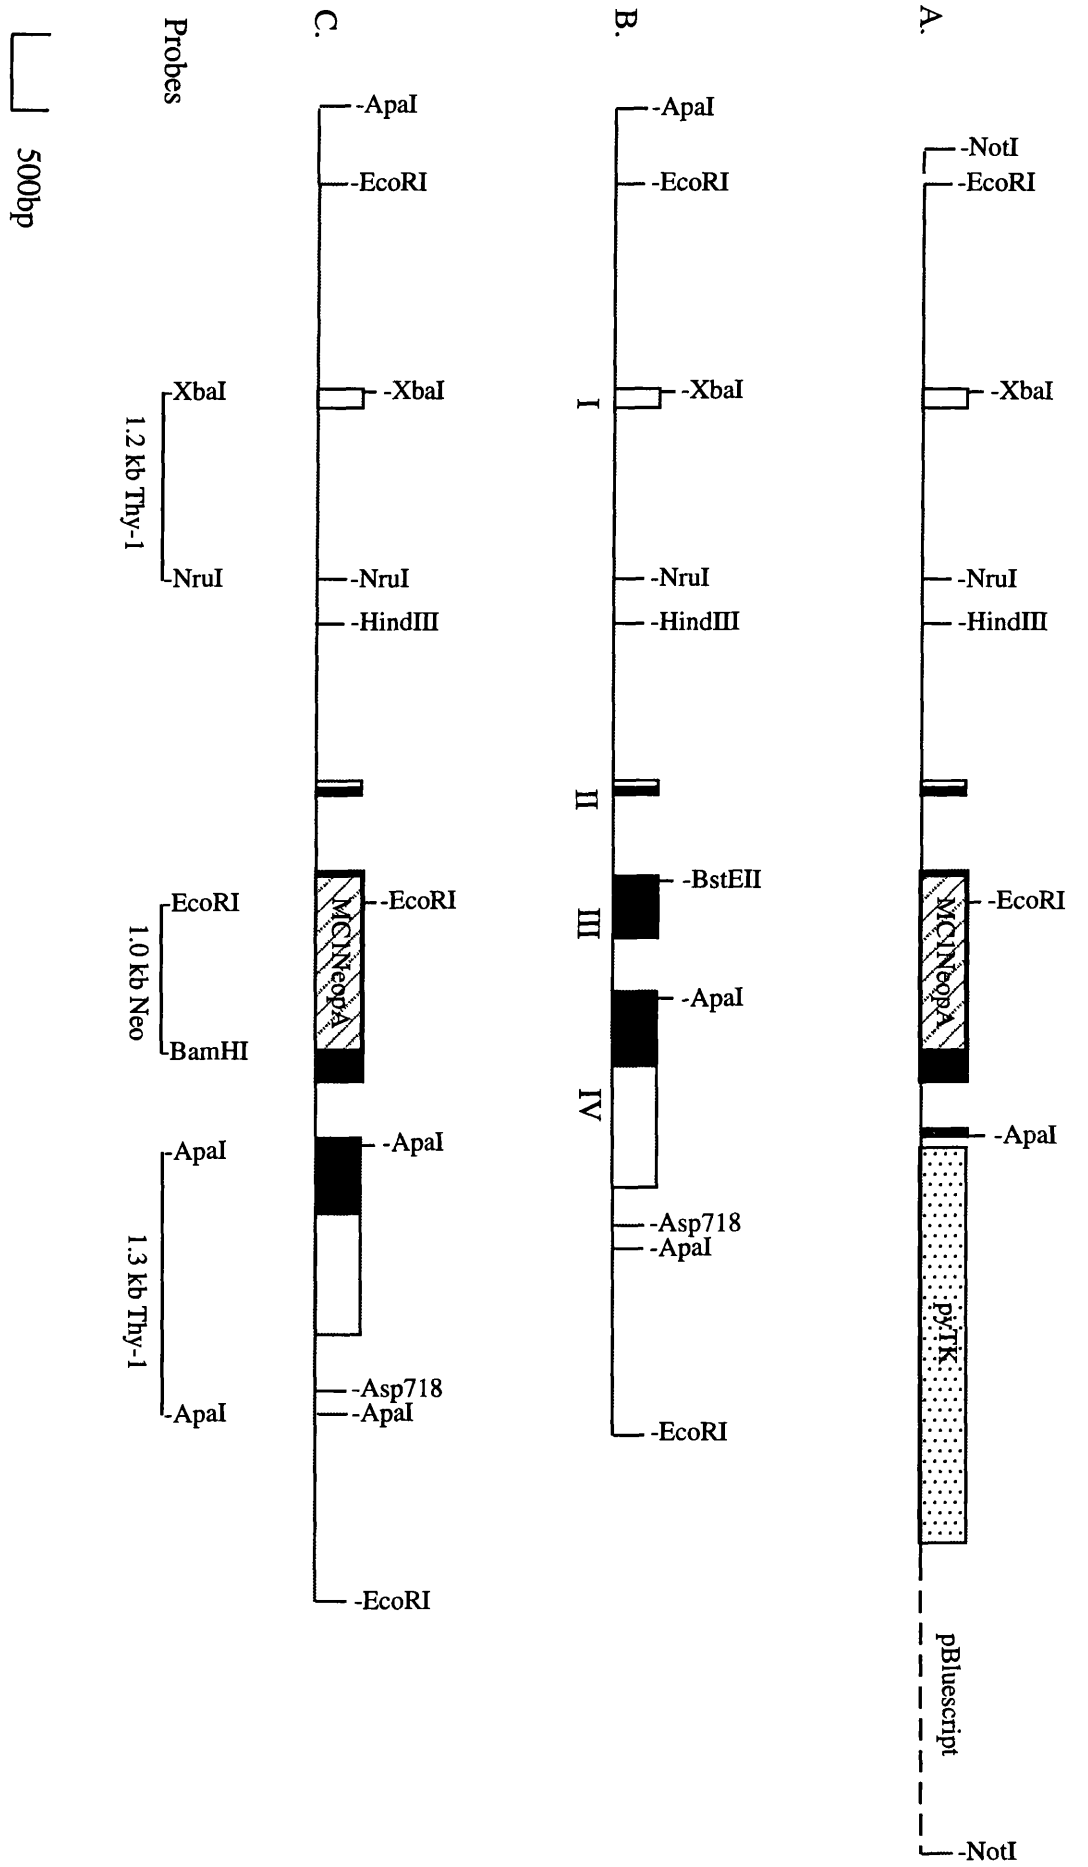 A.
-NotI
-EcoRI
-XbaI
-NruI
-HindIII
-EcoRI
MC1NeopA
-ApaI
pyTK
pBluescript
-NotI
B.
-ApaI
-EcoRI
-XbaI
-NruI
-HindIII
-BstEII
-ApaI
-Asp718
-ApaI
-EcoRI
I
II
III
IV
C.
-ApaI
-EcoRI
-XbaI
-NruI
-HindIII
-EcoRI
MC1NeopA
-ApaI
-Asp718
-ApaI
-EcoRI
Probes
-XbaI
-NruI
1.2 kb Thy-1
-EcoRI
-BamHI
1.0 kb Neo
-ApaI
-ApaI
1.3 kb Thy-1
500bp